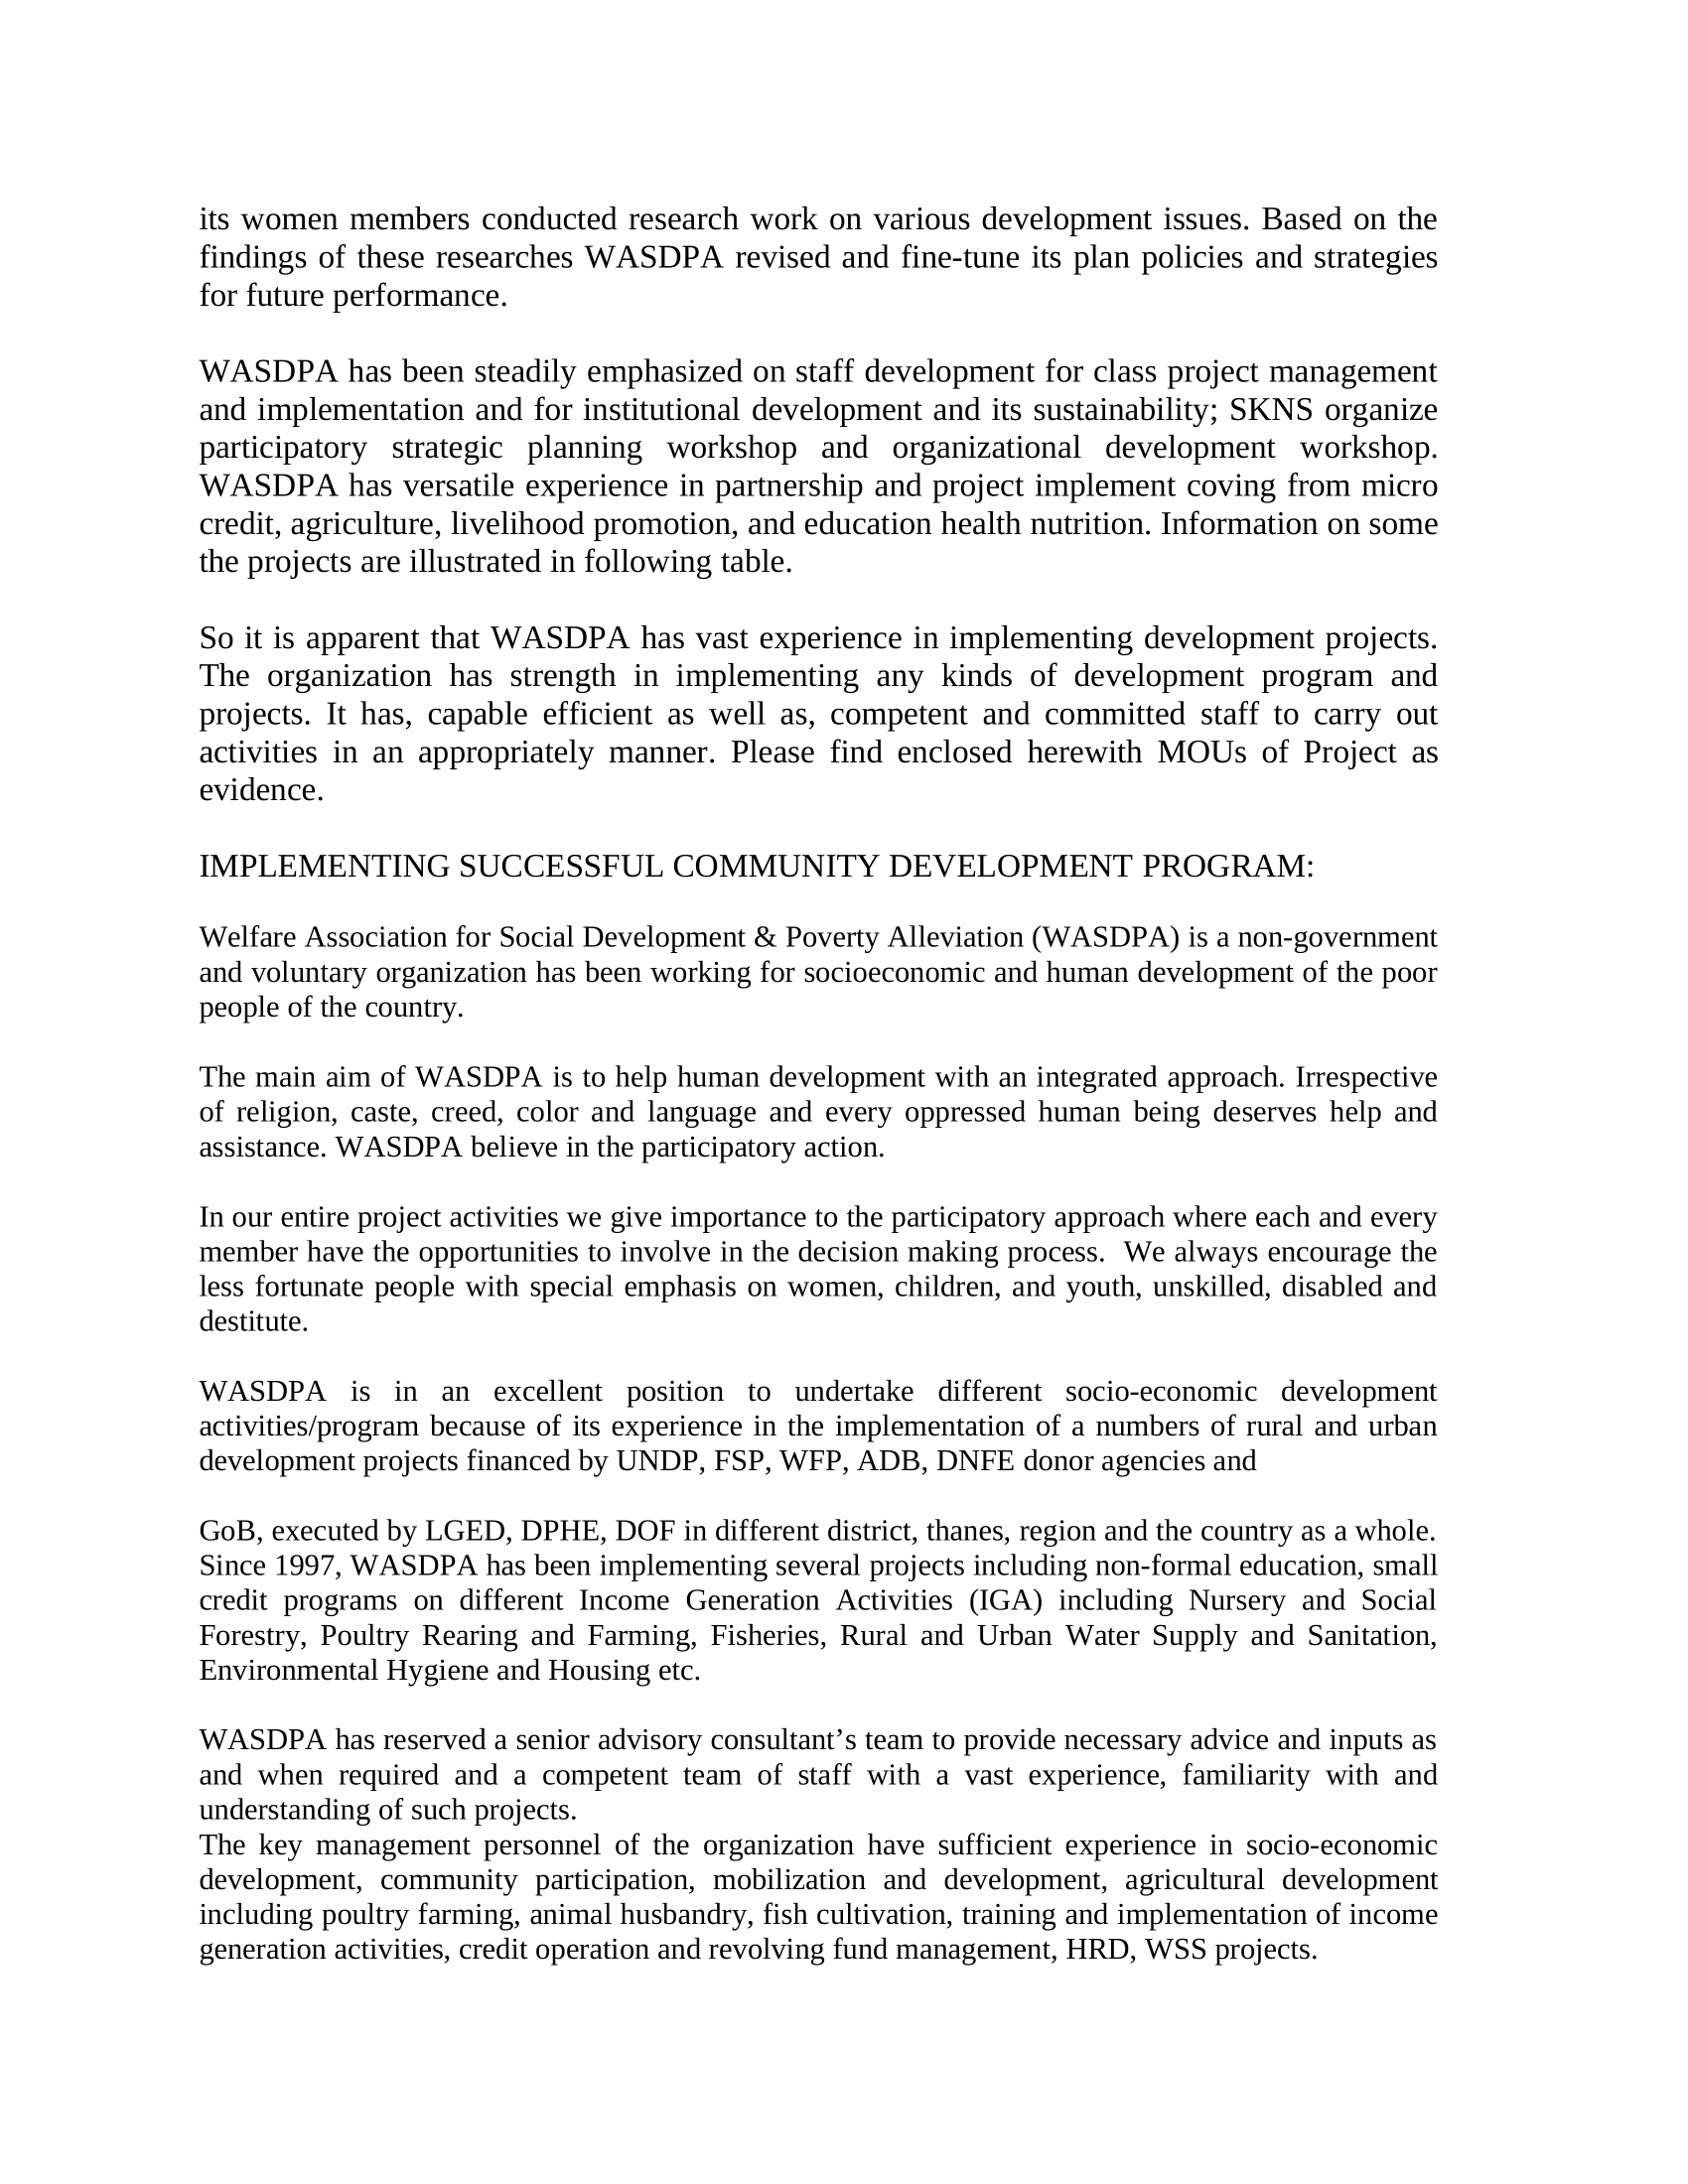 its women members conducted research work on various development issues. Based on the
findings of these researches WASDPA revised and fine-tune its plan policies and strategies
for future performance.
WASDPA has been steadily emphasized on staff development for class project management
and implementation and for institutional development and its sustainability; SKNS organize
participatory strategic planning workshop and organizational development workshop.
WASDPA has versatile experience in partnership and project implement coving from micro
credit, agriculture, livelihood promotion, and education health nutrition. Information on some
the projects are illustrated in following table.
So it is apparent that WASDPA has vast experience in implementing development projects.
The organization has strength in implementing any kinds of development program and
projects. It has, capable efficient as well as, competent and committed staff to carry out
activities in an appropriately manner. Please find enclosed herewith MOUs of Project as
evidence.
IMPLEMENTING SUCCESSFUL COMMUNITY DEVELOPMENT PROGRAM:
Welfare Association for Social Development & Poverty Alleviation (WASDPA) is a non-government
and voluntary organization has been working for socioeconomic and human development of the poor
people of the country.
The main aim of WASDPA is to help human development with an integrated approach. Irrespective
of religion, caste, creed, color and language and every oppressed human being deserves help and
assistance. WASDPA believe in the participatory action.
In our entire project activities we give importance to the participatory approach where each and every
member have the opportunities to involve in the decision making process.  We always encourage the
less fortunate people with special emphasis on women, children, and youth, unskilled, disabled and
destitute.
WASDPA is in an excellent position to undertake different socio-economic development
activities/program because of its experience in the implementation of a numbers of rural and urban
development projects financed by UNDP, FSP, WFP, ADB, DNFE donor agencies and
GoB, executed by LGED, DPHE, DOF in different district, thanes, region and the country as a whole.
Since 1997, WASDPA has been implementing several projects including non-formal education, small
credit programs on different Income Generation Activities (IGA) including Nursery and Social
Forestry, Poultry Rearing and Farming, Fisheries, Rural and Urban Water Supply and Sanitation,
Environmental Hygiene and Housing etc.
WASDPA has reserved a senior advisory consultant’s team to provide necessary advice and inputs as
and when required and a competent team of staff with a vast experience, familiarity with and
understanding of such projects.
The key management personnel of the organization have sufficient experience in socio-economic
development, community participation, mobilization and development, agricultural development
including poultry farming, animal husbandry, fish cultivation, training and implementation of income
generation activities, credit operation and revolving fund management, HRD, WSS projects.